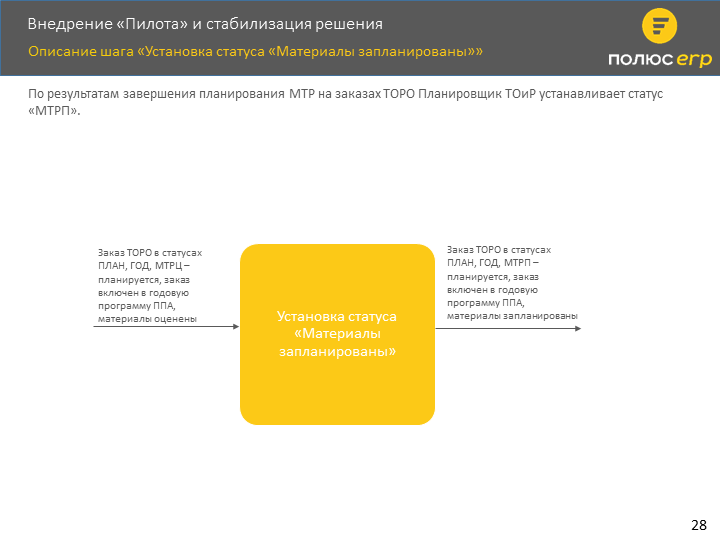 Внедрение «Пилота» и стабилизация решения
Описание шага «Установка статуса «Материалы запланированы»»
ПОЛЮС erp
По результатам завершения планирования МТР на заказах ТОРО Планировщик ТОиР устанавливает статус
«МТРП».
Заказ ТОРО в статусах
ПЛАН, ГОД, МТРЦ –
планируется, заказ
включен в годовую
программу ППА,
материалы оценены
Установка статуса
«Материалы
запланированы»
Заказ ТОРО в статусах
ПЛАН, ГОД, МТРП –
планируется, заказ
включен в годовую
программу ППА,
материалы запланированы
28